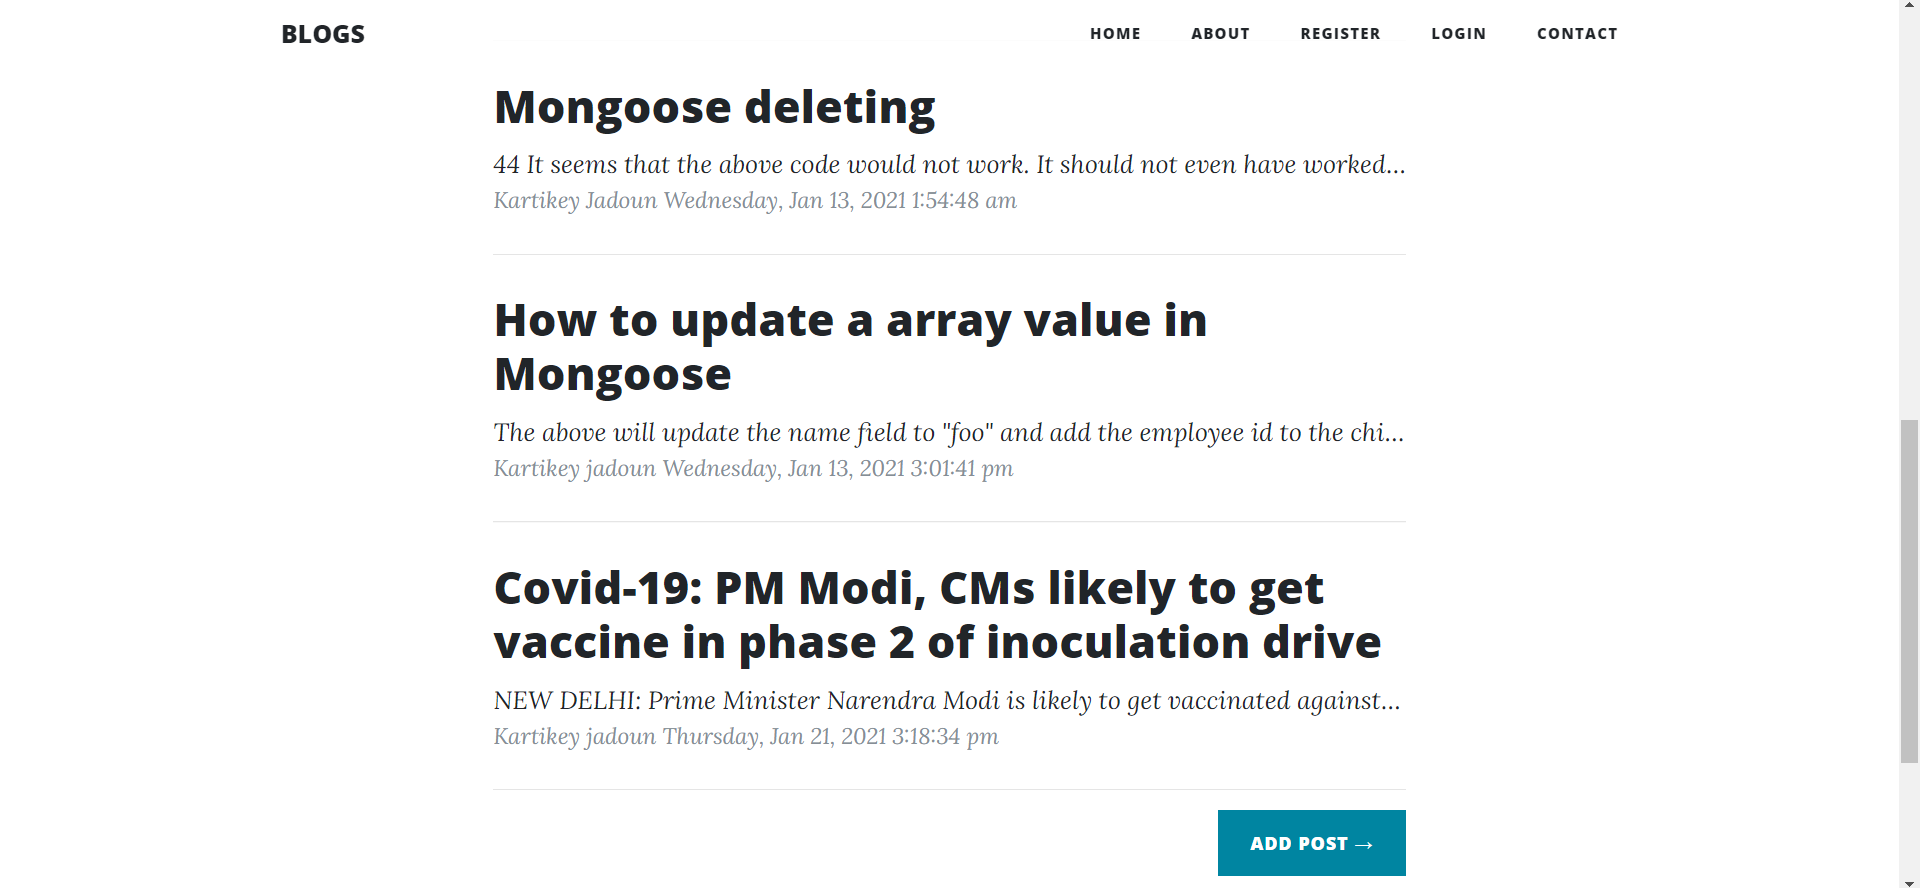 BLOGS HOME ABOUT REGISTER LOGIN CONTACT
Mongoose deleting
44 It seems that the above code would not work. It should not even have worked...
Kartikey Jadoun Wednesday, Jan 13, 2021 1:54:48 am
How to update a array value in
Mongoose
The above will update the name field to "foo" and add the employee id to the chi...
Kartikey jadoun Wednesday, Jan 13, 2021 3:01:41 pm
Covid-19: PM Modi, CMs likely to get
vaccine in phase 2 of inoculation drive
NEW DELHI: Prime Minister Narendra Modi is likely to get vaccinated against...
Kartikey jadoun Thursday, Jan 21, 2021 3:18:34 pm
ADD POST →